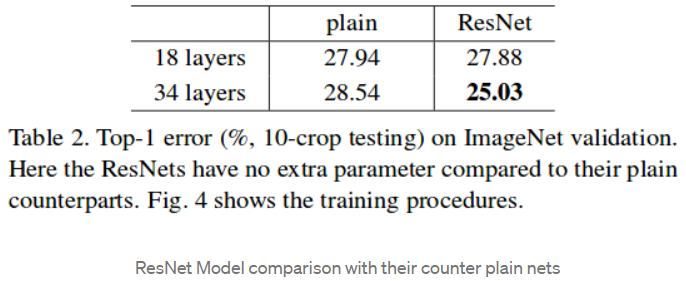 plain ResNet
18 layers 27.94 27.88
34 layers 28.54 25.03
Table 2. Top-1 error (%, 10-crop testing) on ImageNet validation.
Here the ResNets have no extra parameter compared to their plain
counterparts. Fig. 4 shows the training procedures.
ResNet Model comparison with their counter plain nets